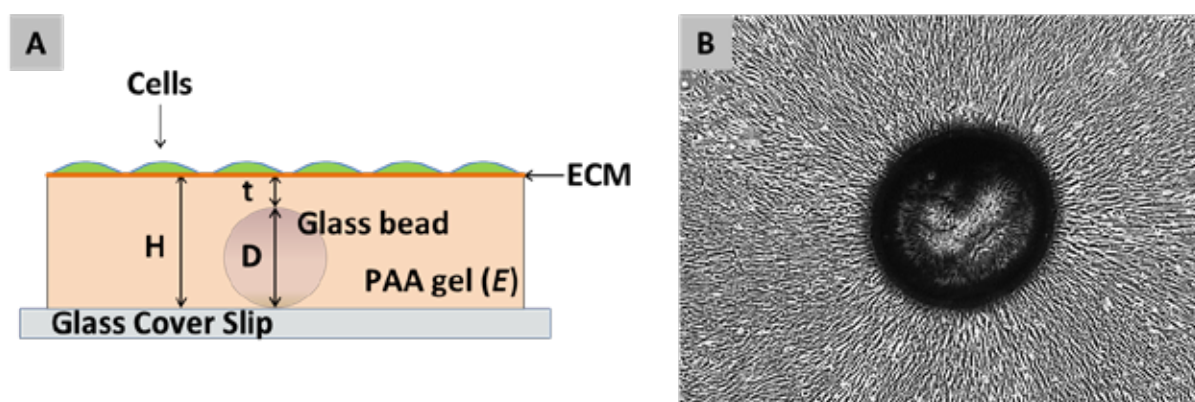 A
Cells
ECM
t
Glass bead
H
D
PAA gel (E)
Glass Cover Slip
B